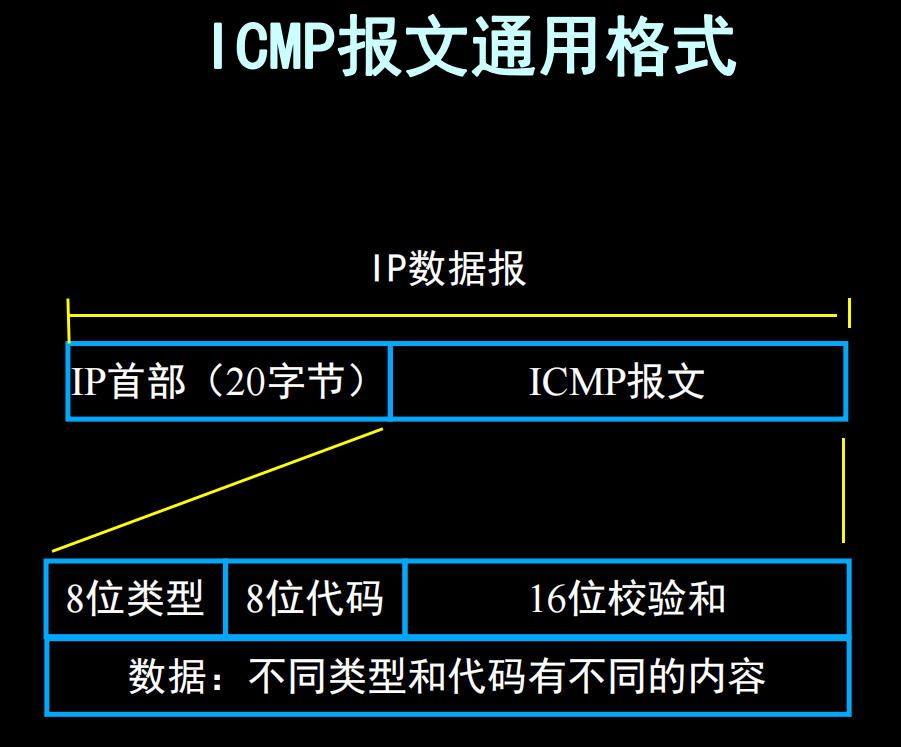 ICMP报文通用格式
IP数据报
IP首部（20字节）
ICMP报文
8位类型
8位代码
16位校验和
数据：不同类型和代码有不同的内容